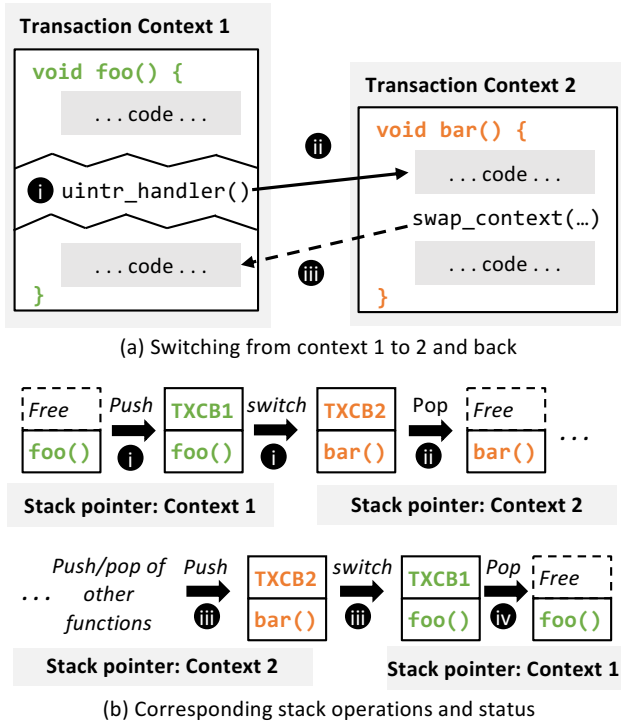 Transaction Context 1
void foo() {
...code...
i uintr_handler()
...code...
}
Transaction Context 2
void bar() {
...code...
swap_context(…)
...code...
}
ii
iii
(a) Switching from context 1 to 2 and back
Free
foo()
Push
i
TXCB1
foo()
switch
i
TXCB2
bar()
Pop
ii
Free
bar()
...
Stack pointer: Context 1
Stack pointer: Context 2
... Push/pop of
other
functions
Push
iii
TXCB2
bar()
switch
iii
TXCB1
foo()
Pop
iv
Free
foo()
Stack pointer: Context 2
Stack pointer: Context 1
(b) Corresponding stack operations and status